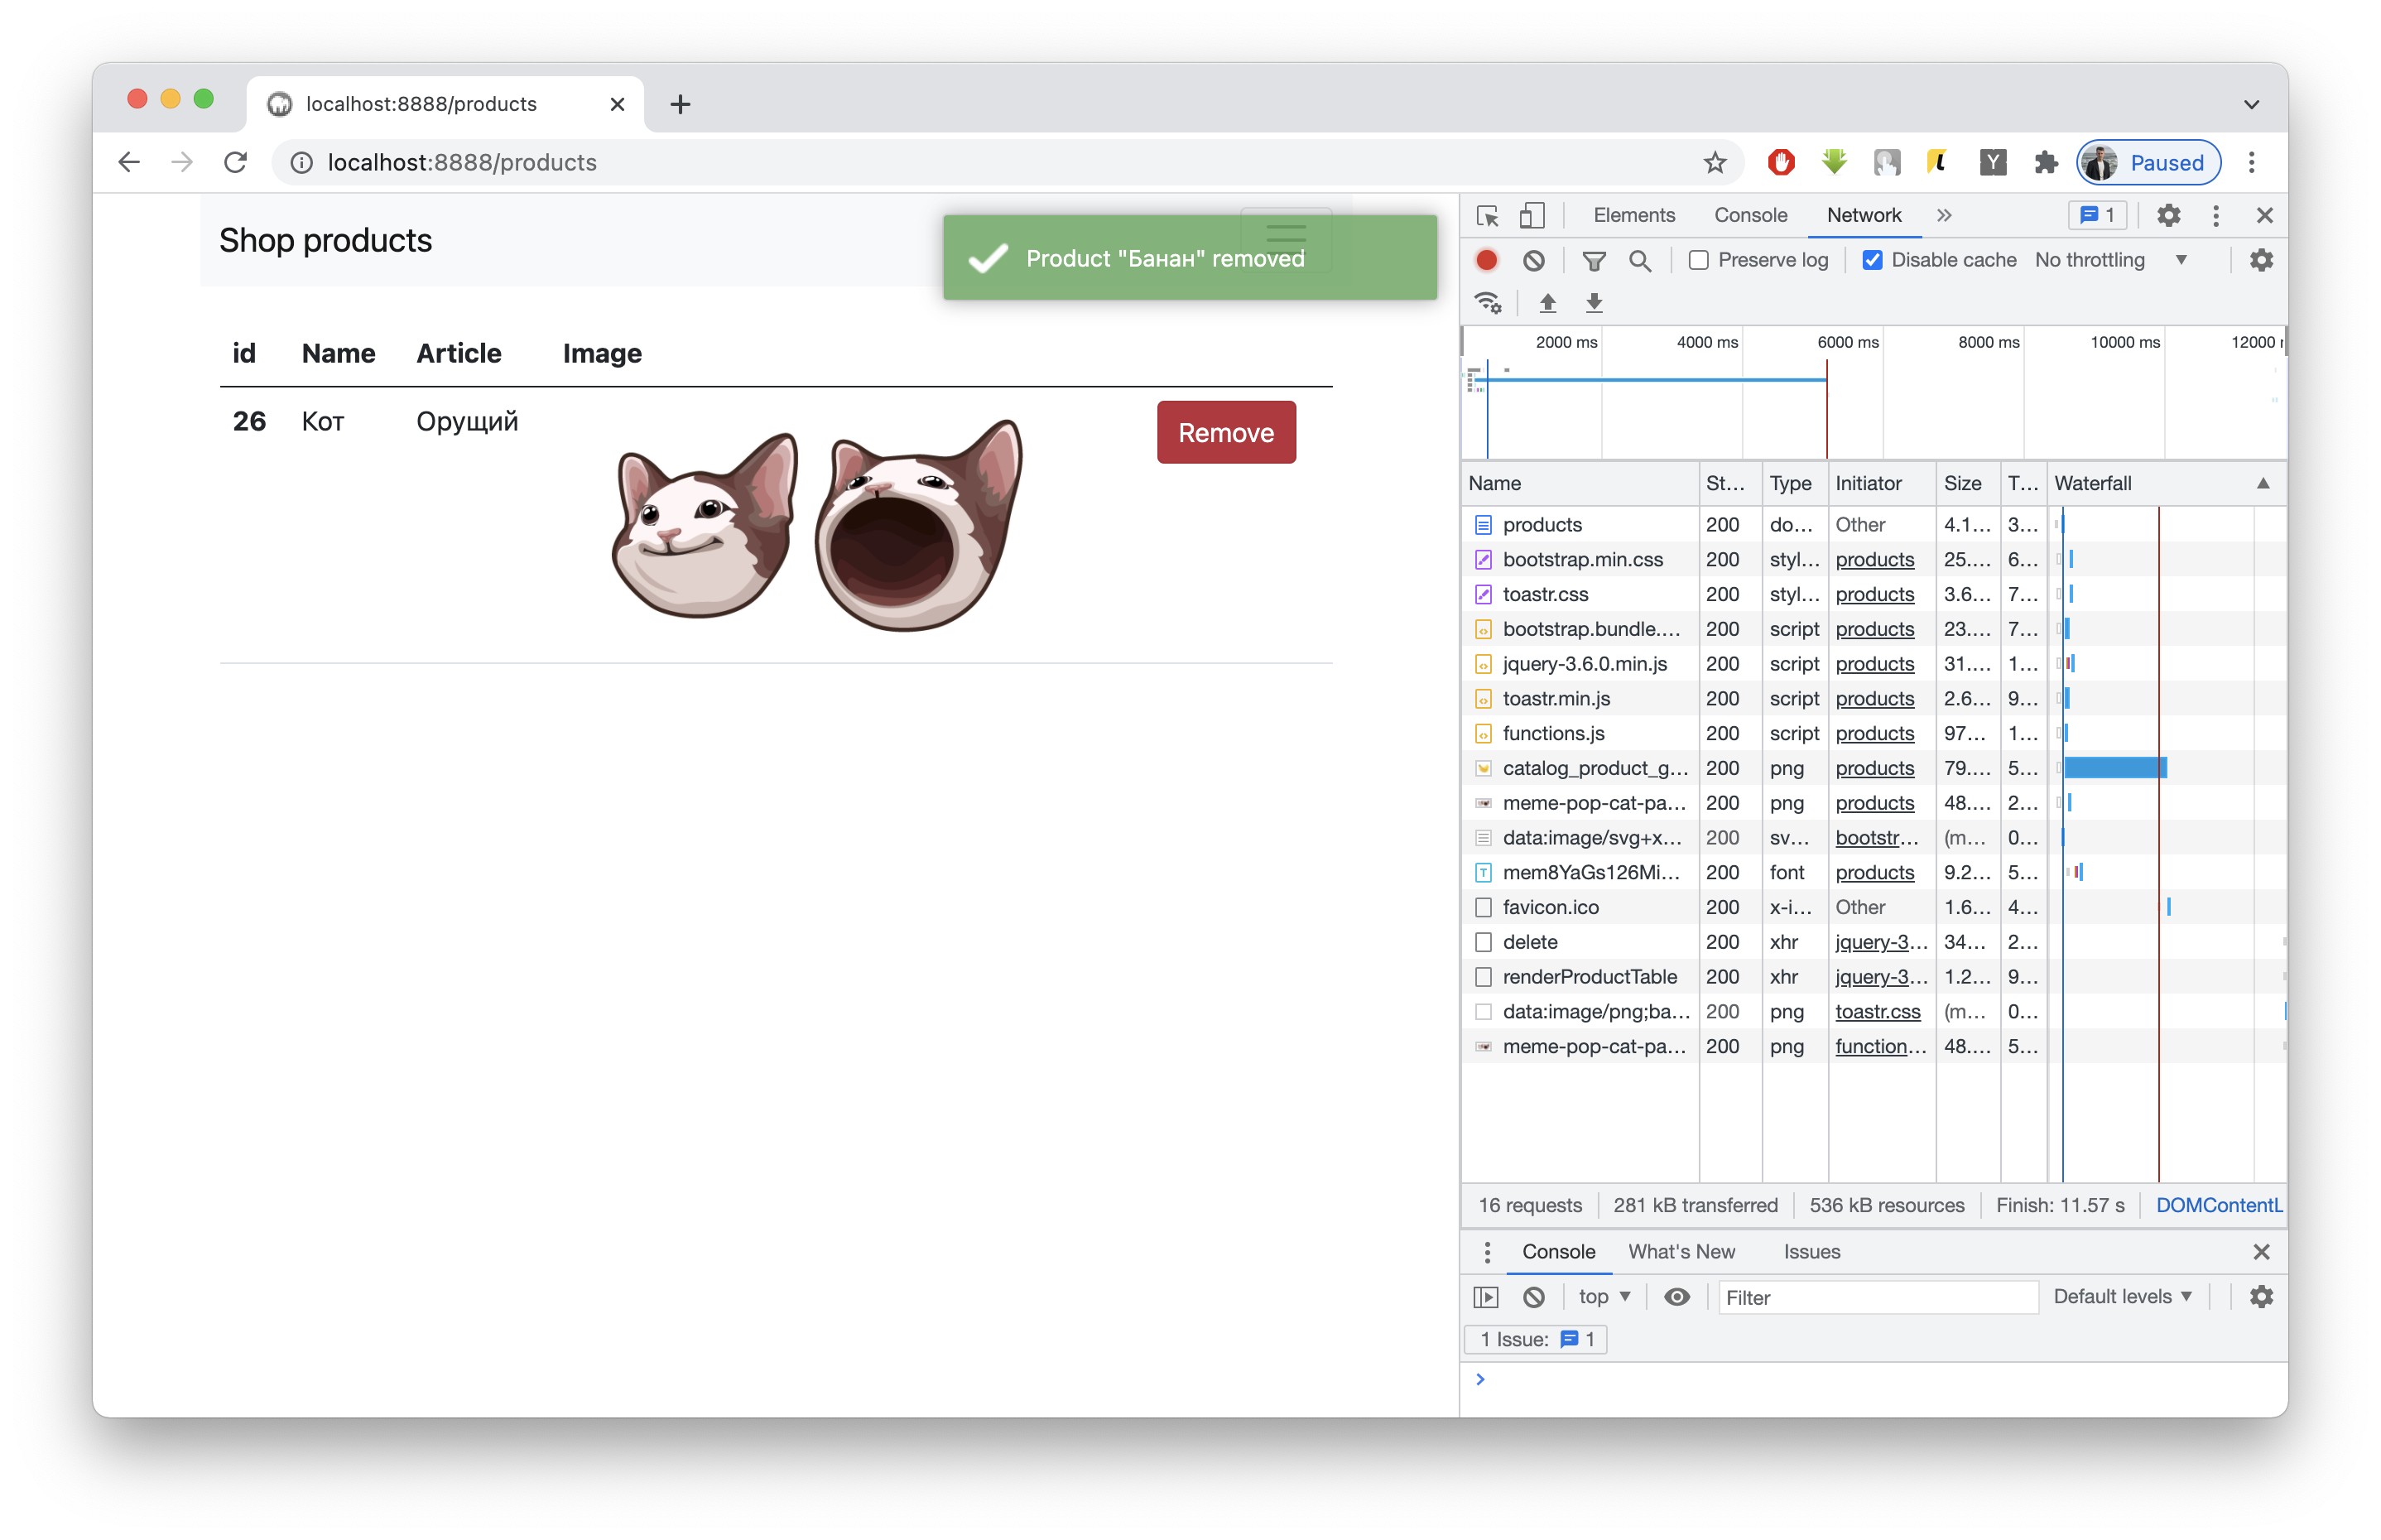 localhost:8888/products
localhost:8888/products
Paused
Shop products
Product "Банан" removed
id Name Article Image
26 Кот Орущий Remove
Elements Console Network 1
Preserve log Disable cache No throttling
2000 ms 4000 ms 6000 ms 8000 ms 10000 ms 12000
Name St... Type Initiator Size T... Waterfall
products 200 do... Other 4.1... 3...
bootstrap.min.css 200 styl... products 25.... 6...
toastr.css 200 styl... products 3.6... 7...
bootstrap.bundle.... 200 script products 23.... 7...
jquery-3.6.0.min.js 200 script products 31.... 1...
toastr.min.js 200 script products 2.6... 9...
functions.js 200 script products 97... 1...
catalog_product_g... 200 png products 79.... 5...
meme-pop-cat-pa... 200 png products 48.... 2...
data:image/svg+x... 200 sv... bootstr... (m... 0...
mem8YaGs126Mi... 200 font products 9.2... 5...
favicon.ico 200 x-i... Other 1.6... 4...
delete 200 xhr jquery-3... 34... 2...
renderProductTable 200 xhr jquery-3... 1.2... 9...
data:image/png;ba... 200 png toastr.css (m... 0...
meme-pop-cat-pa... 200 png function... 48.... 5...
16 requests 281 kB transferred 536 kB resources Finish: 11.57 s DOMContentL
Console What's New Issues
top Filter Default levels
1 Issue: 1